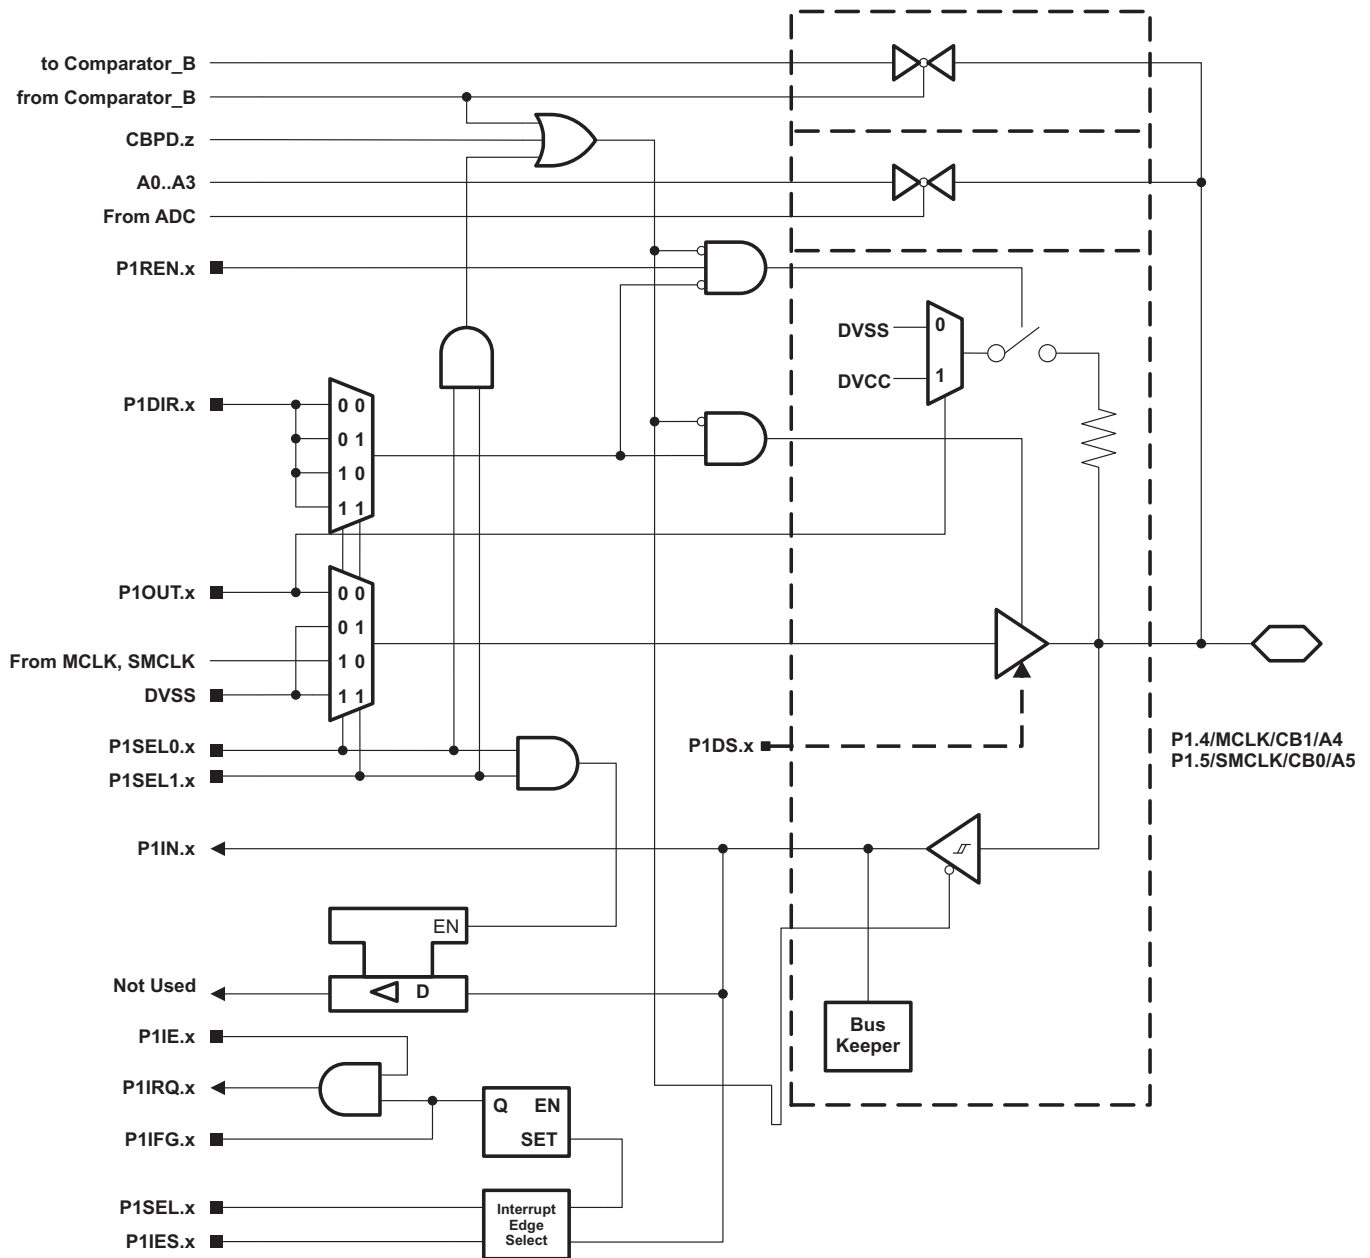 to Comparator_B
from Comparator_B
CBPD.z
A0..A3
From ADC
P1REN.x
DVSS
0
DVCC
1
P1DIR.x
0 0
0 1
1 0
1 1
P1OUT.x
0 0
0 1
From MCLK, SMCLK
1 0
DVSS
1 1
P1SEL0.x
P1SEL1.x
P1DS.x
P1.4/MCLK/CB1/A4
P1.5/SMCLK/CB0/A5
P1IN.x
EN
Not Used
D
Bus
Keeper
P1IE.x
P1IRQ.x
Q EN
SET
P1IFG.x
P1SEL.x
P1IES.x
Interrupt
Edge
Select